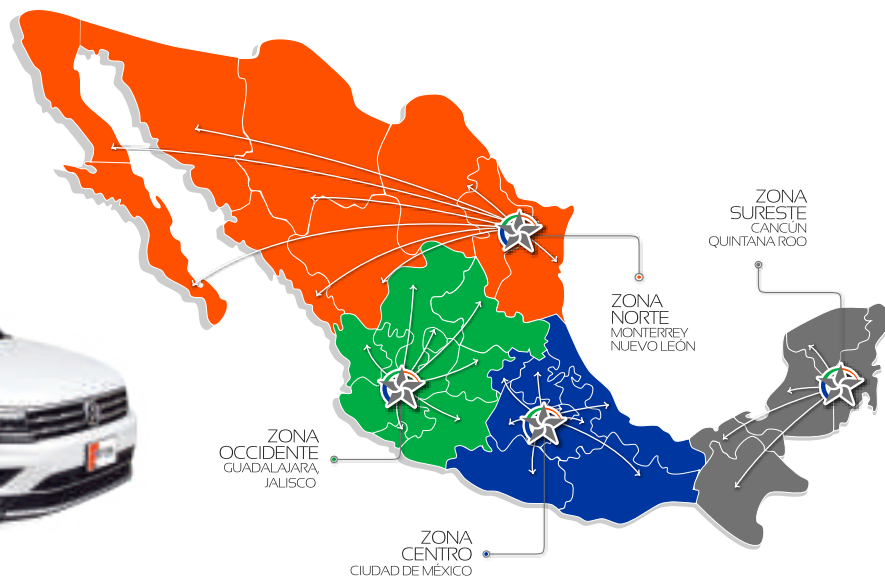 ZONA
SURESTE
CANCÚN
QUINTANA ROO
ZONA
NORTE
MONTERREY
NUEVO LEÓN
ZONA
OCCIDENTE
GUADALAJARA,
JALISCO
ZONA
CENTRO
CIUDAD DE MÉXICO